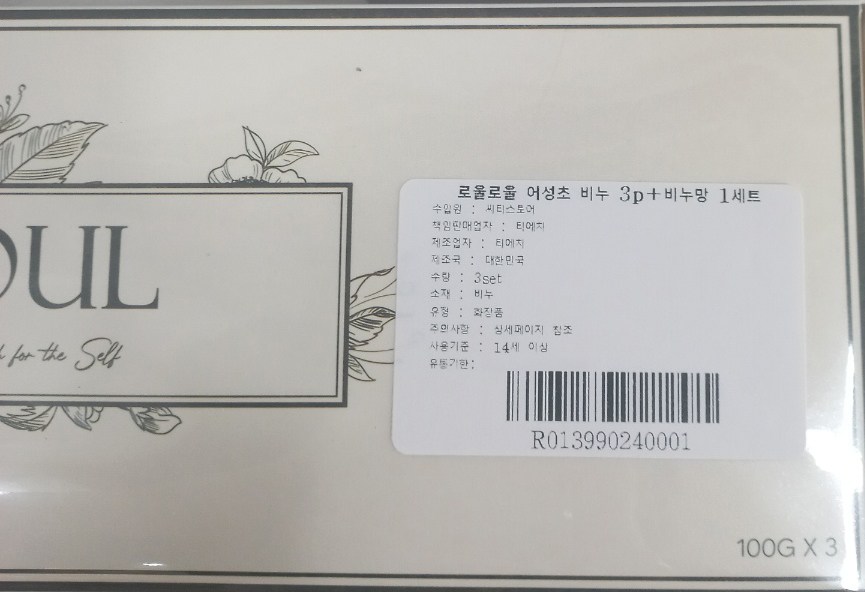 OUL
for the Self
로울로울 어성초 비누 3p+비누망 1세트
수입원 : 씨티스토어
책임판매업자 : 티에치
제조업자 : 티에치
제조국 : 대한민국
수량 : 3set
소재 : 비누
유형 : 화장품
주의사항 : 상세페이지 참조
사용기준 : 14세 이상
유통기한:
R013990240001
100G X 3